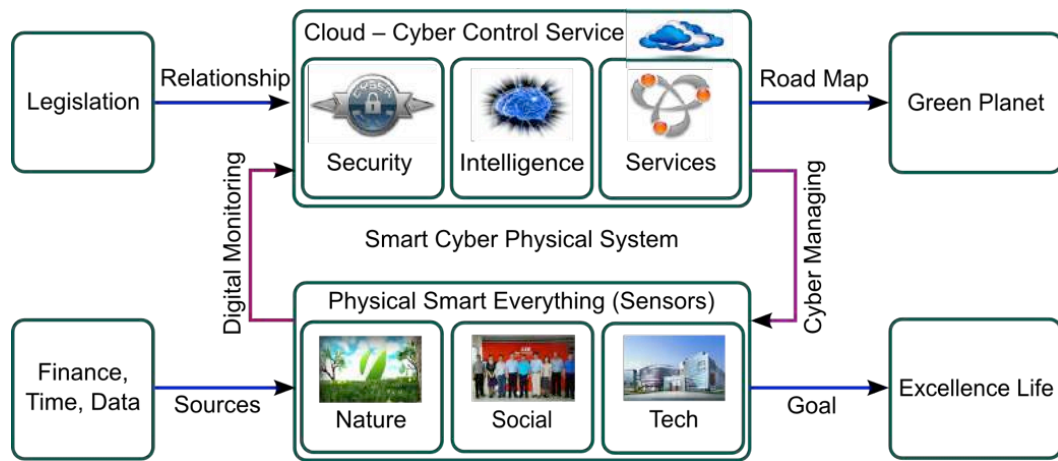 Cloud – Cyber Control Service
Legislation
Relationship
CYBER
Security
Intelligence
Services
Road Map
Green Planet
Digital Monitoring
Smart Cyber Physical System
Cyber Managing
Physical Smart Everything (Sensors)
Finance,
Time, Data
Sources
Nature
Social
Tech
Goal
Excellence Life